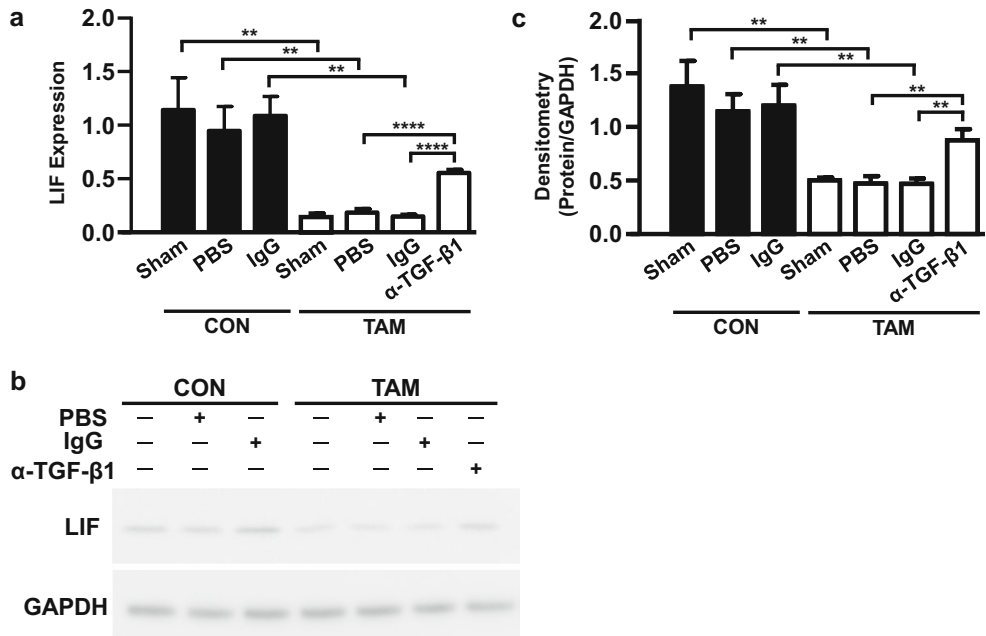 a
LIF Expression
2.0
1.5
1.0
0.5
0.0
**
**
**
****
****
Sham PBS IgG Sham PBS IgG α-TGF-β1
CON TAM
c
Densitometry
(Protein/GAPDH)
2.0
1.5
1.0
0.5
0.0
**
**
**
**
**
Sham PBS IgG Sham PBS IgG α-TGF-β1
CON TAM
b
CON TAM
PBS — + — — + — —
IgG — — + — — + —
α-TGF-β1 — — — — — — +
LIF
GAPDH